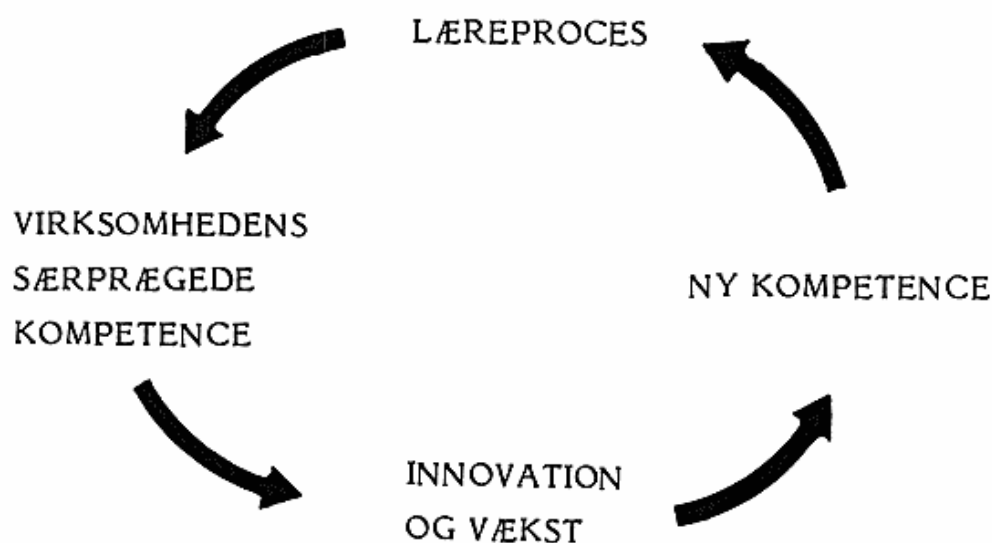 LÆREPROCES
VIRKSOMHEDENS
SÆRPRÆGEDE
KOMPETENCE
NY KOMPETENCE
INNOVATION
OG VÆKST